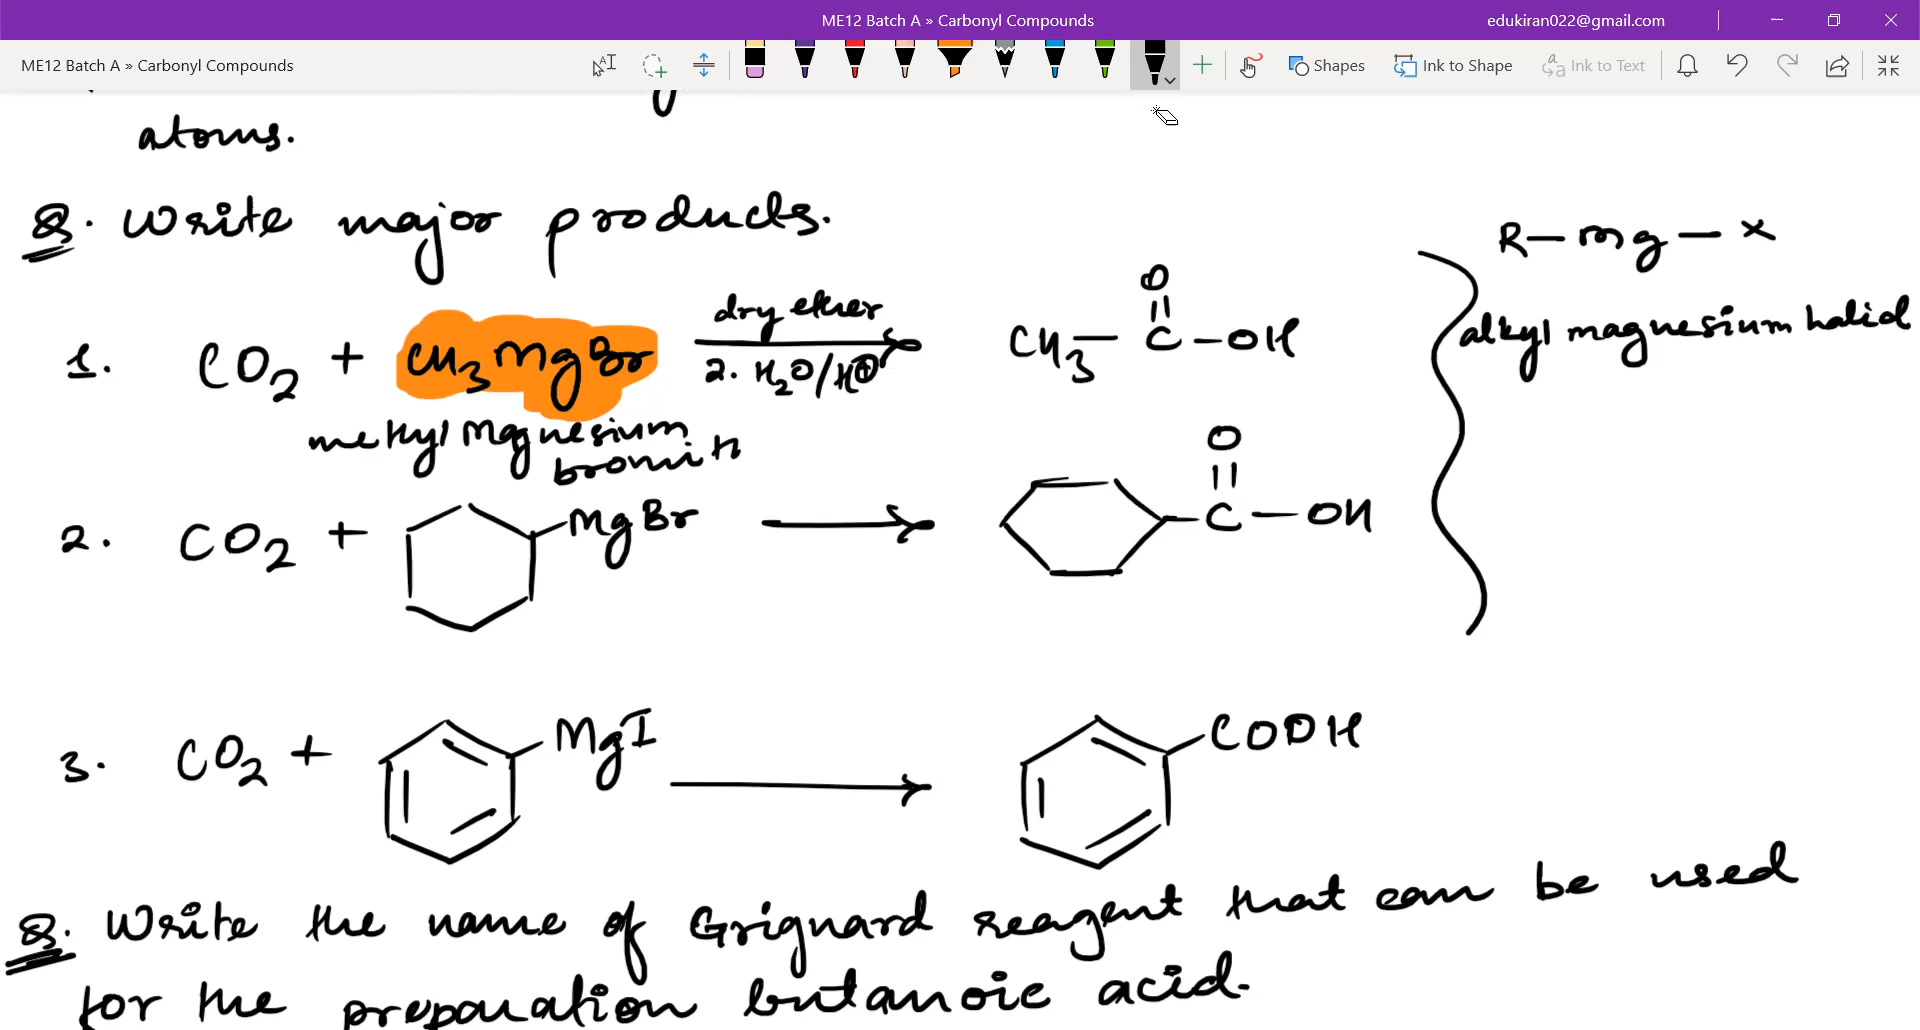 ME12 Batch A » Carbonyl Compounds
edukiran022@gmail.com
ME12 Batch A » Carbonyl Compounds
Shapes
Ink to Shape
Ink to Text
atoms.
Q. Write major products.
R-Mg-X
alkyl magnesium halid
1. CO2 + CH3MgBr
dry ether
2. H2O/H⊕
O
CH3-C-OH
methyl Magnesium
2. CO2 +
MgBr
O
C-OH
3. CO2 +
MgI
COOH
Q. Write the name of Grignard reagent that can be used
for the preparation butanoic acid.